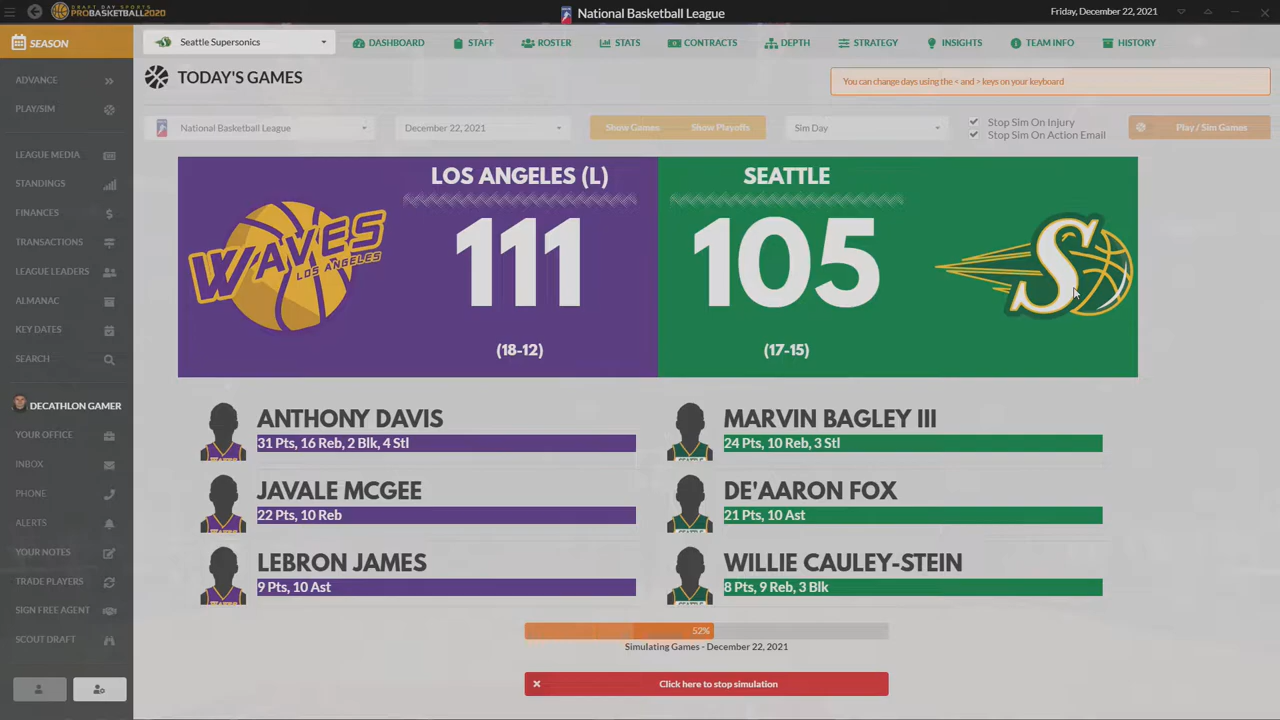 DRAFT DAY SPORTS
PROBASKETBALL2020
National Basketball League
Friday, December 22, 2021
SEASON
Seattle Supersonics
DASHBOARD
STAFF
ROSTER
STATS
CONTRACTS
DEPTH
STRATEGY
INSIGHTS
TEAM INFO
HISTORY
ADVANCE
PLAY/SIM
LEAGUE MEDIA
STANDINGS
FINANCES
TRANSACTIONS
LEAGUE LEADERS
ALMANAC
KEY DATES
SEARCH
DECATHLON GAMER
YOUR OFFICE
INBOX
PHONE
ALERTS
YOUR NOTES
TRADE PLAYERS
SIGN FREE AGENT
SCOUT DRAFT
TODAY'S GAMES
You can change days using the < and > keys on your keyboard
National Basketball League
December 22, 2021
Show Games
Show Playoffs
Sim Day
Stop Sim On Injury
Stop Sim On Action Email
Play / Sim Games
WAVES
LOS ANGELES
LOS ANGELES (L)
111
(18-12)
SEATTLE
105
(17-15)
S
ANTHONY DAVIS
31 Pts, 16 Reb, 2 Blk, 4 Stl
JAVALE MCGEE
22 Pts, 10 Reb
LEBRON JAMES
9 Pts, 10 Ast
MARVIN BAGLEY III
24 Pts, 10 Reb, 3 Stl
DE'AARON FOX
21 Pts, 10 Ast
WILLIE CAULEY-STEIN
8 Pts, 9 Reb, 3 Blk
52%
Simulating Games - December 22, 2021
Click here to stop simulation